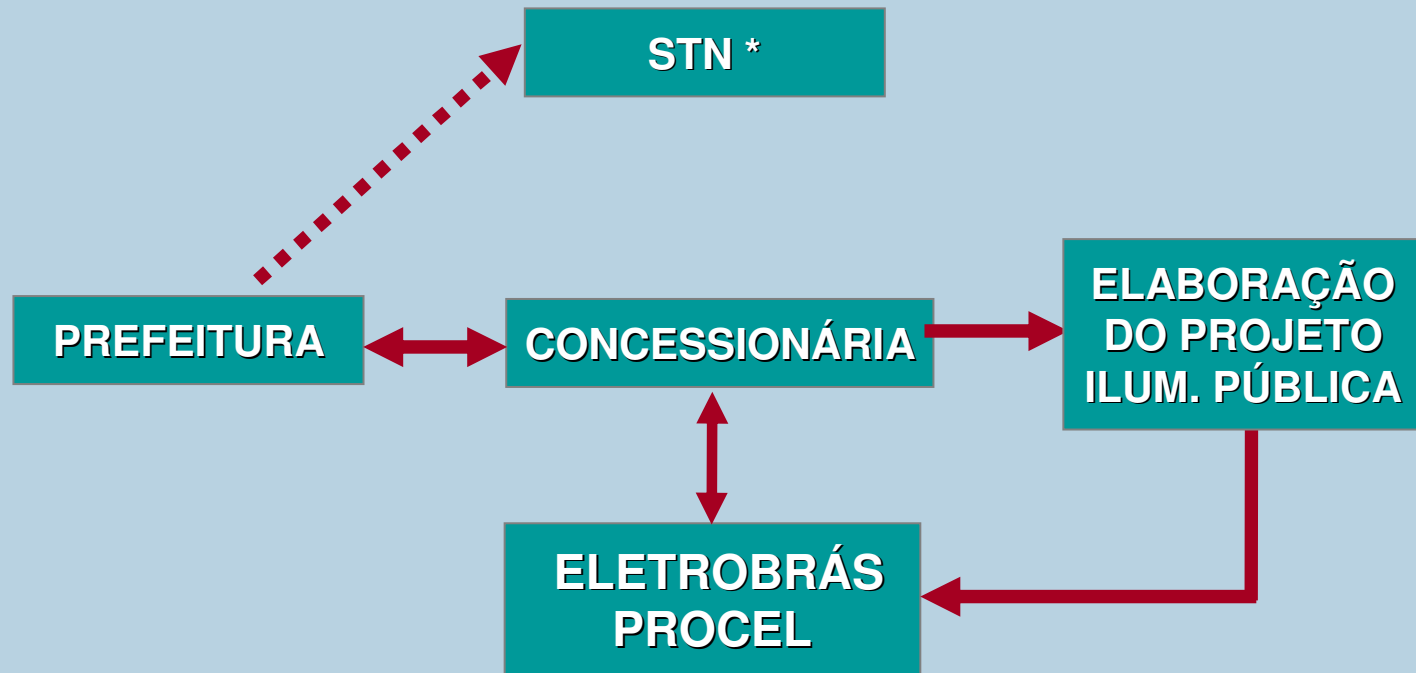 STN *
PREFEITURA
CONCESSIONÁRIA
ELABORAÇÃO
DO PROJETO
ILUM. PÚBLICA
ELETROBRÁS
PROCEL